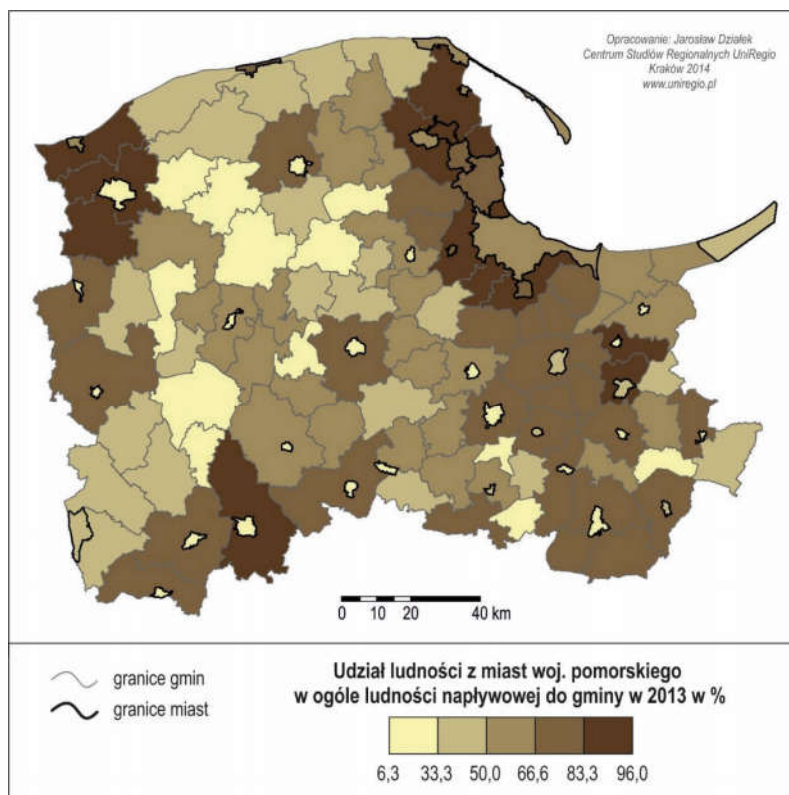 Opracowanie: Jarosław Działek
Centrum Studiów Regionalnych UniRegio
Kraków 2014
www.uniregio.pl
0 10 20 40 km
granice gmin
granice miast
Udział ludności z miast woj. pomorskiego
w ogóle ludności napływowej do gminy w 2013 w %
6,3 33,3 50,0 66,6 83,3 96,0